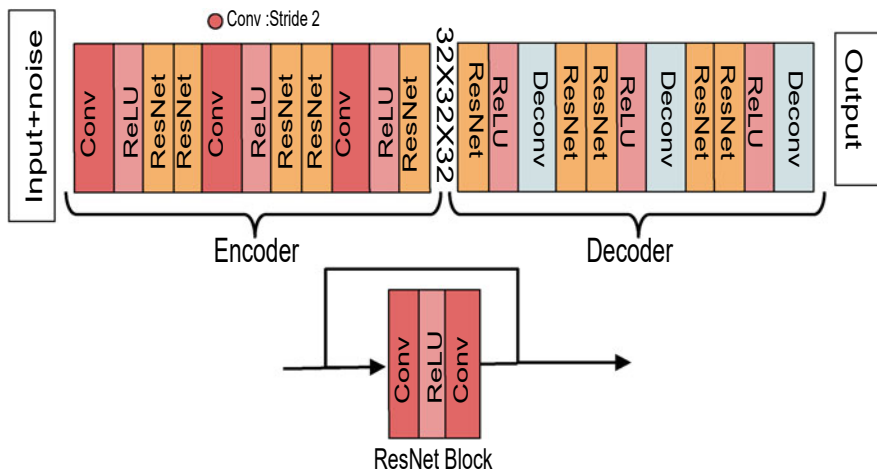 Conv :Stride 2
Input+noise
Conv
ReLU
ResNet
ResNet
Conv
ReLU
ResNet
ResNet
Conv
ReLU
ResNet
32X32X32X32
ResNet
ReLU
Deconv
ResNet
ResNet
ReLU
Deconv
ResNet
ResNet
ReLU
Deconv
Output
Encoder
Decoder
Conv
ReLU
Conv
ResNet Block